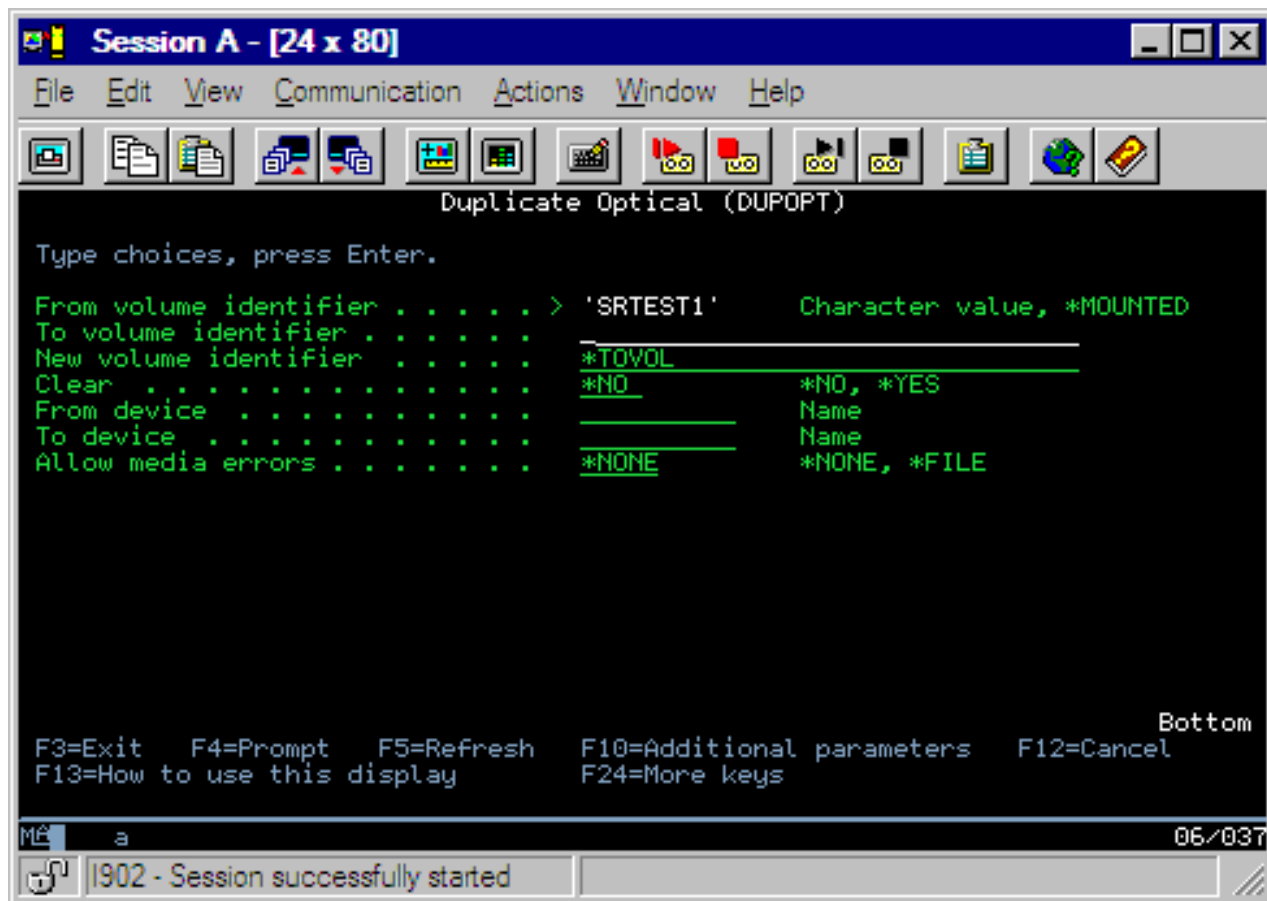 Session A - [24 x 80]
File Edit View Communication Actions Window Help
Duplicate Optical (DUPOPT)
Type choices, press Enter.
From volume identifier . . . . . > 'SRTEST1' Character value, *MOUNTED
To volume identifier . . . . . . _
New volume identifier . . . . . *TOVOL
Clear . . . . . . . . . . . . . *NO *NO, *YES
From device . . . . . . . . . . Name
To device . . . . . . . . . . . Name
Allow media errors . . . . . . . *NONE *NONE, *FILE
Bottom
F3=Exit F4=Prompt F5=Refresh F10=Additional parameters F12=Cancel
F13=How to use this display F24=More keys
a 06/037
I902 - Session successfully started